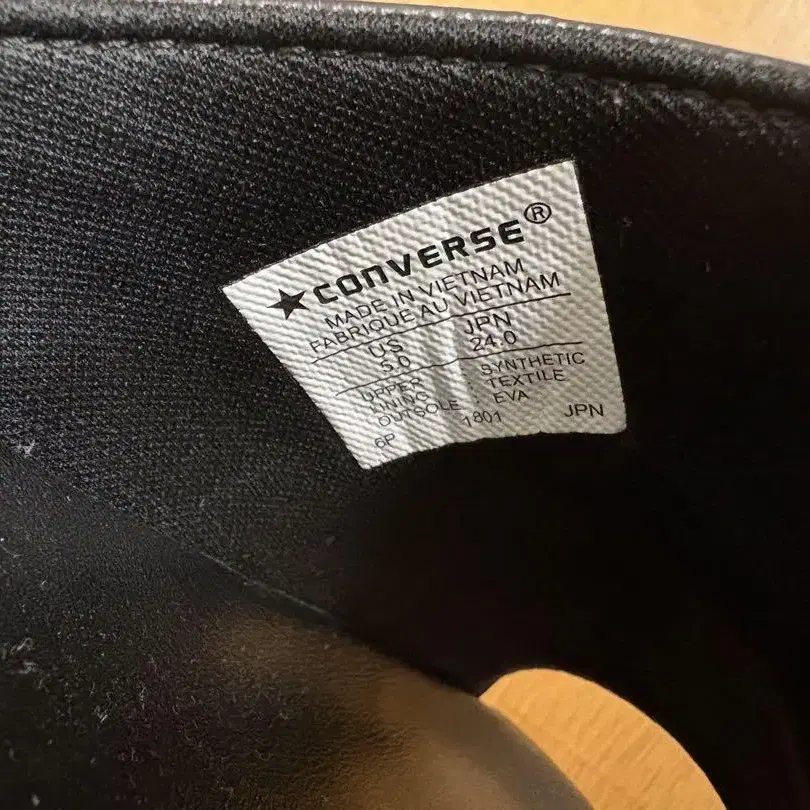 ★CONVERSE®
MADE IN VIETNAM
FABRIQUE AU VIETNAM
US JPN
5.0 24.0
UPPER : SYNTHETIC
LINING : TEXTILE
OUTSOLE : EVA
6P 1801 JPN